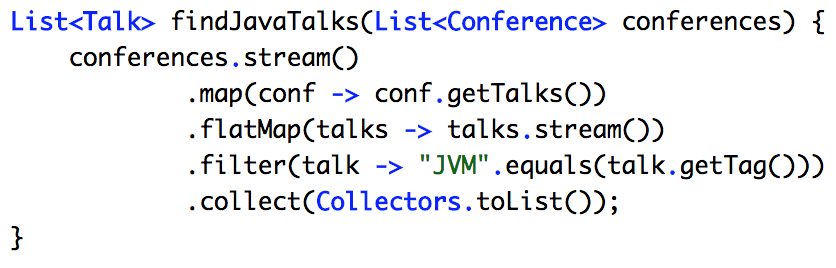 List<Talk> findJavaTalks(List<Conference> conferences) {
    conferences.stream()
            .map(conf -> conf.getTalks())
            .flatMap(talks -> talks.stream())
            .filter(talk -> "JVM".equals(talk.getTag()))
            .collect(Collectors.toList());
}